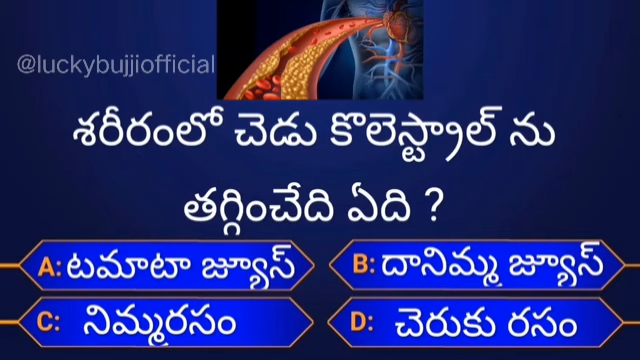 @luckybujjiofficial
శరీరంలో చెడు కొలెస్ట్రాల్ ను
తగ్గించేది ఏది ?
A: టమాటా జ్యూస్
B: దానిమ్మ జ్యూస్
C: నిమ్మరసం
D: చెరుకు రసం